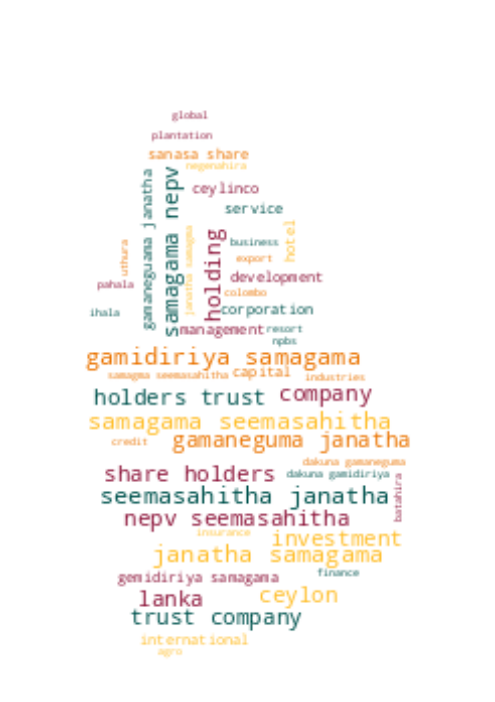 global
plantation
sanasa share
negenahira
gamaneguama janatha
samagama nepv
ceylinco
service
janatha samagma
holding
business
hotel
uthura
export
pahala
development
colombo
ihala
corporation
management resort
npbs
gamidiriya samagama
samagma seemasahitha capital industries
holders trust company
samagama seemasahitha
credit gamaneguma janatha
dakuna gamaneguma
share holders dakuna gamidiriya
batahira
seemasahitha janatha
nepv seemasahitha
insurance investment
janatha samagama
gemidiriya samagama finance
lanka ceylon
trust company
international
agro